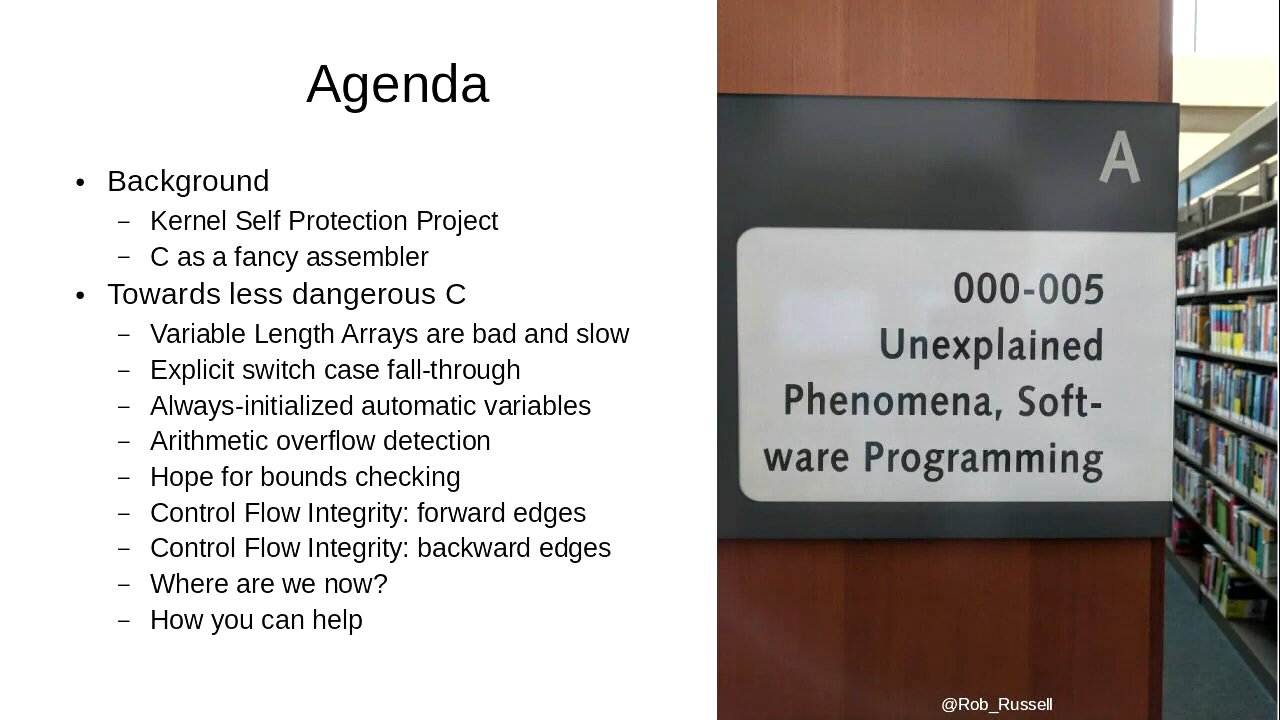 Agenda
• Background
– Kernel Self Protection Project
– C as a fancy assembler
• Towards less dangerous C
– Variable Length Arrays are bad and slow
– Explicit switch case fall-through
– Always-initialized automatic variables
– Arithmetic overflow detection
– Hope for bounds checking
– Control Flow Integrity: forward edges
– Control Flow Integrity: backward edges
– Where are we now?
– How you can help
A
000-005
Unexplained
Phenomena, Soft-
ware Programming
@Rob_Russell